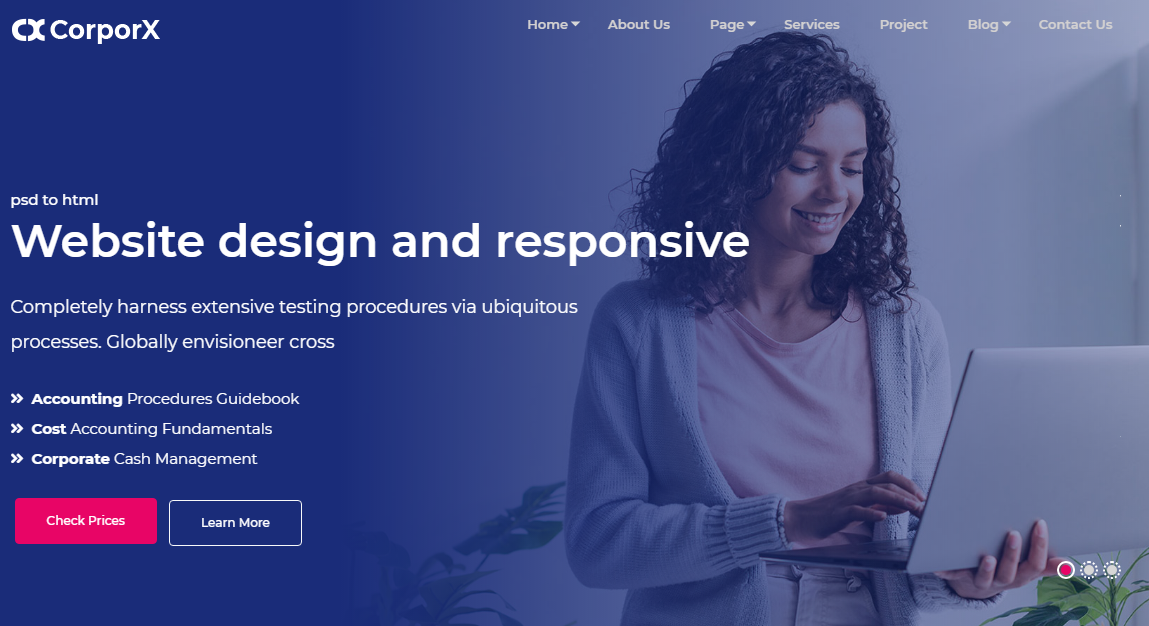 CorporX
Home About Us Page Services Project Blog Contact Us
psd to html
Website design and responsive
Completely harness extensive testing procedures via ubiquitous
processes. Globally envisioneer cross
Accounting Procedures Guidebook
Cost Accounting Fundamentals
Corporate Cash Management
Check Prices Learn More